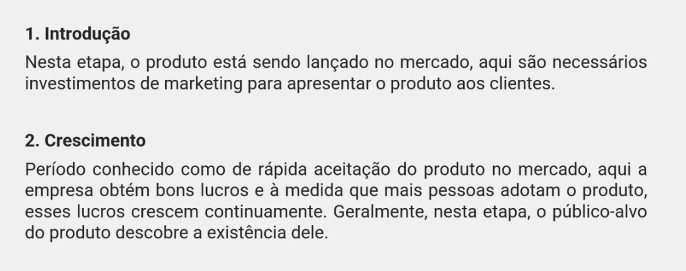 1. Introdução
Nesta etapa, o produto está sendo lançado no mercado, aqui são necessários
investimentos de marketing para apresentar o produto aos clientes.
2. Crescimento
Período conhecido como de rápida aceitação do produto no mercado, aqui a
empresa obtém bons lucros e à medida que mais pessoas adotam o produto,
esses lucros crescem continuamente. Geralmente, nesta etapa, o público-alvo
do produto descobre a existência dele.